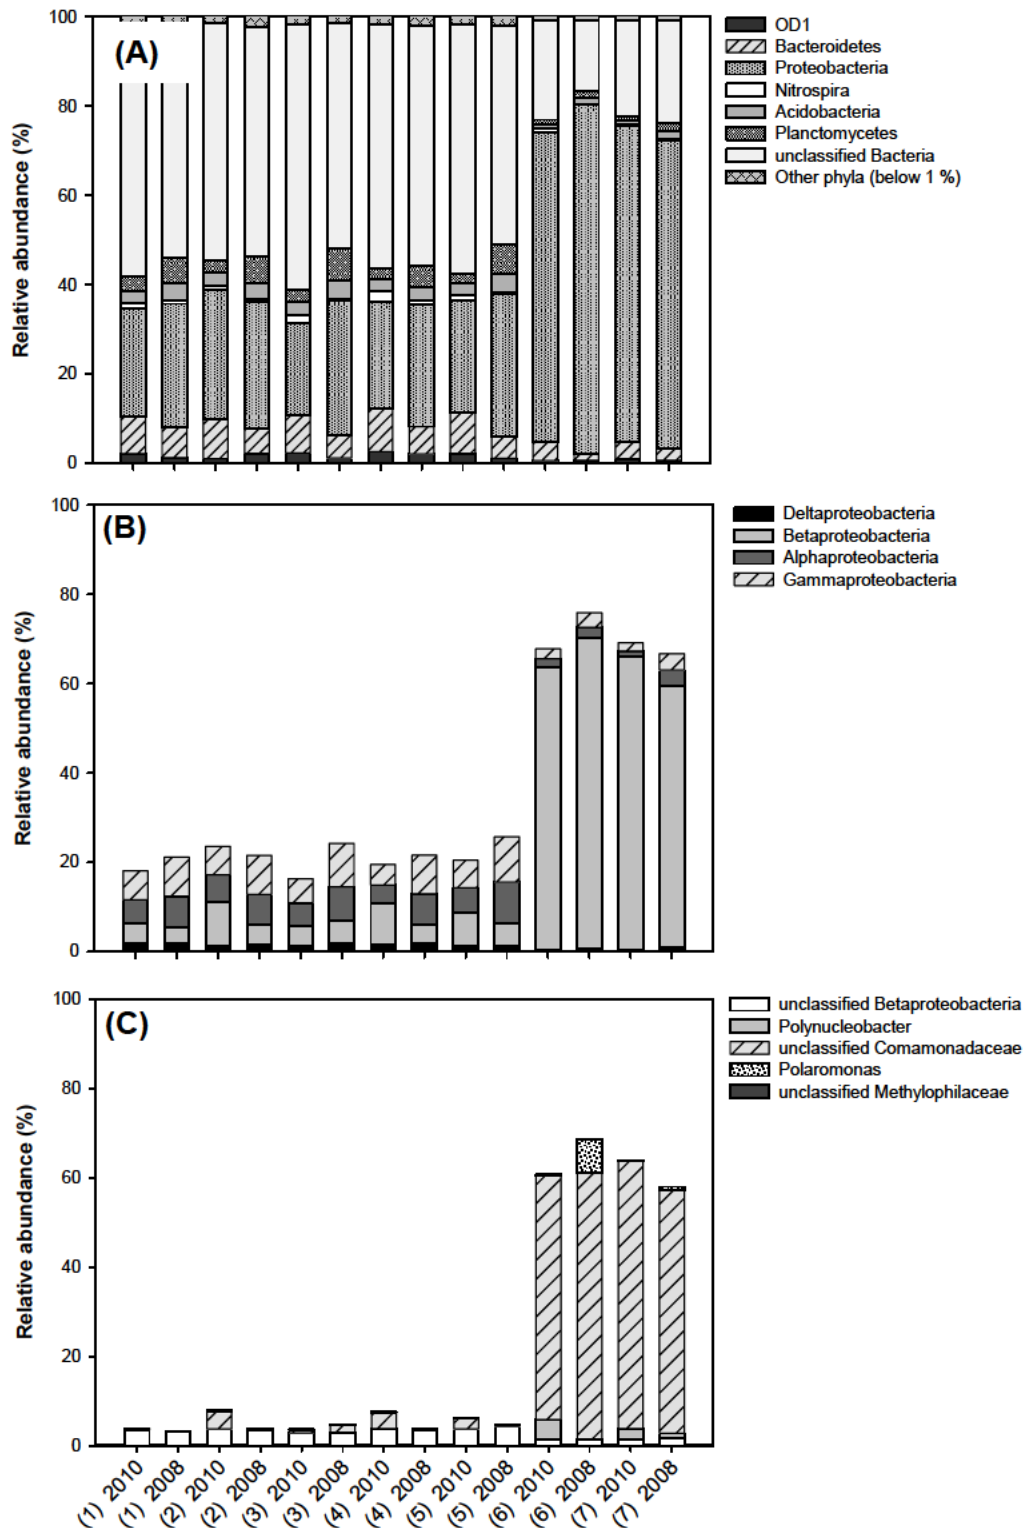 (A)
100
80
60
40
20
0
Relative abundance (%)
OD1
Bacteroidetes
Proteobacteria
Nitrospira
Acidobacteria
Planctomycetes
unclassified Bacteria
Other phyla (below 1 %)
(B)
100
80
60
40
20
0
Relative abundance (%)
Deltaproteobacteria
Betaproteobacteria
Alphaproteobacteria
Gammaproteobacteria
(C)
100
80
60
40
20
0
Relative abundance (%)
unclassified Betaproteobacteria
Polynucleobacter
unclassified Comamonadaceae
Polaromonas
unclassified Methylophilaceae
(1) 2010
(1) 2008
(2) 2010
(2) 2008
(3) 2010
(3) 2008
(4) 2010
(4) 2008
(5) 2010
(5) 2008
(6) 2010
(6) 2008
(7) 2010
(7) 2008